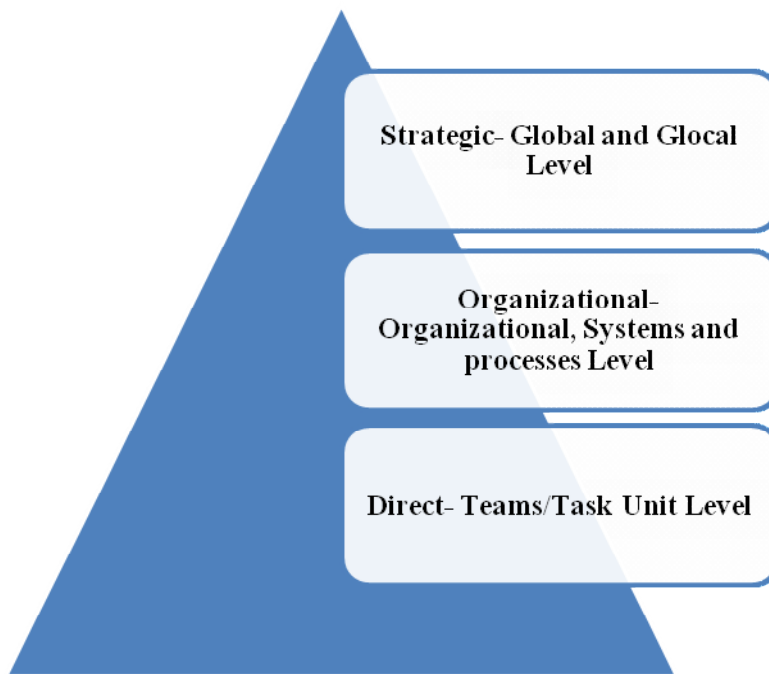 Strategic- Global and Glocal
Level
Organizational-
Organizational, Systems and
processes Level
Direct- Teams/Task Unit Level